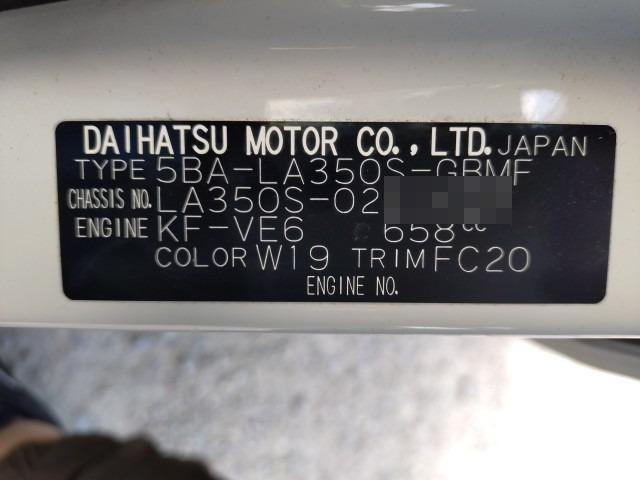 DAIHATSU MOTOR CO., LTD. JAPAN
TYPE 5BA-LA350S-GBMF
CHASSIS NO. LA350S-02
ENGINE KF-VE6 658cc
COLOR W19 TRIM FC20
ENGINE NO.